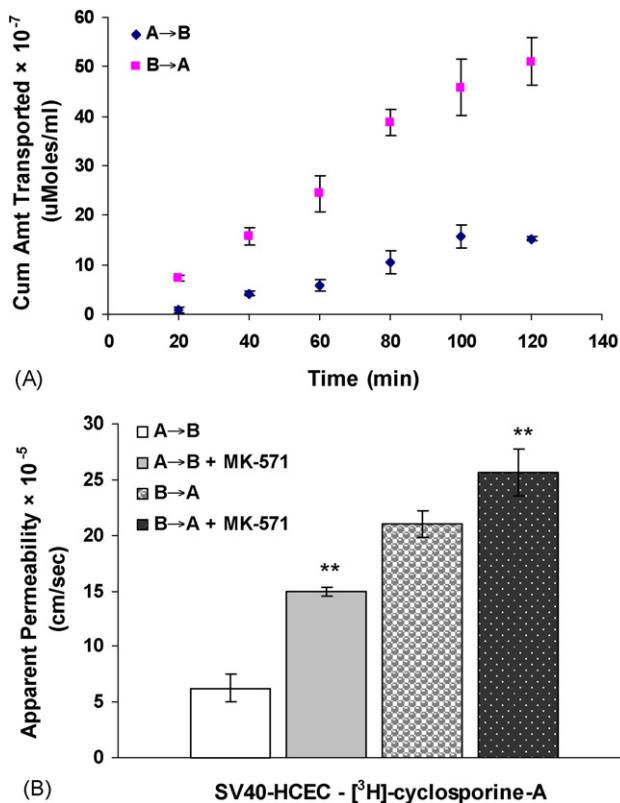 A→B
B→A
Cum Amt Transported × 10⁻⁷
(uMoles/ml)
60
50
40
30
20
10
0
0 20 40 60 80 100 120 140
Time (min)
(A)
A→B
A→B + MK-571
B→A
B→A + MK-571
**
**
Apparent Permeability × 10⁻⁵
(cm/sec)
30
25
20
15
10
5
0
SV40-HCEC - [³H]-cyclosporine-A
(B)